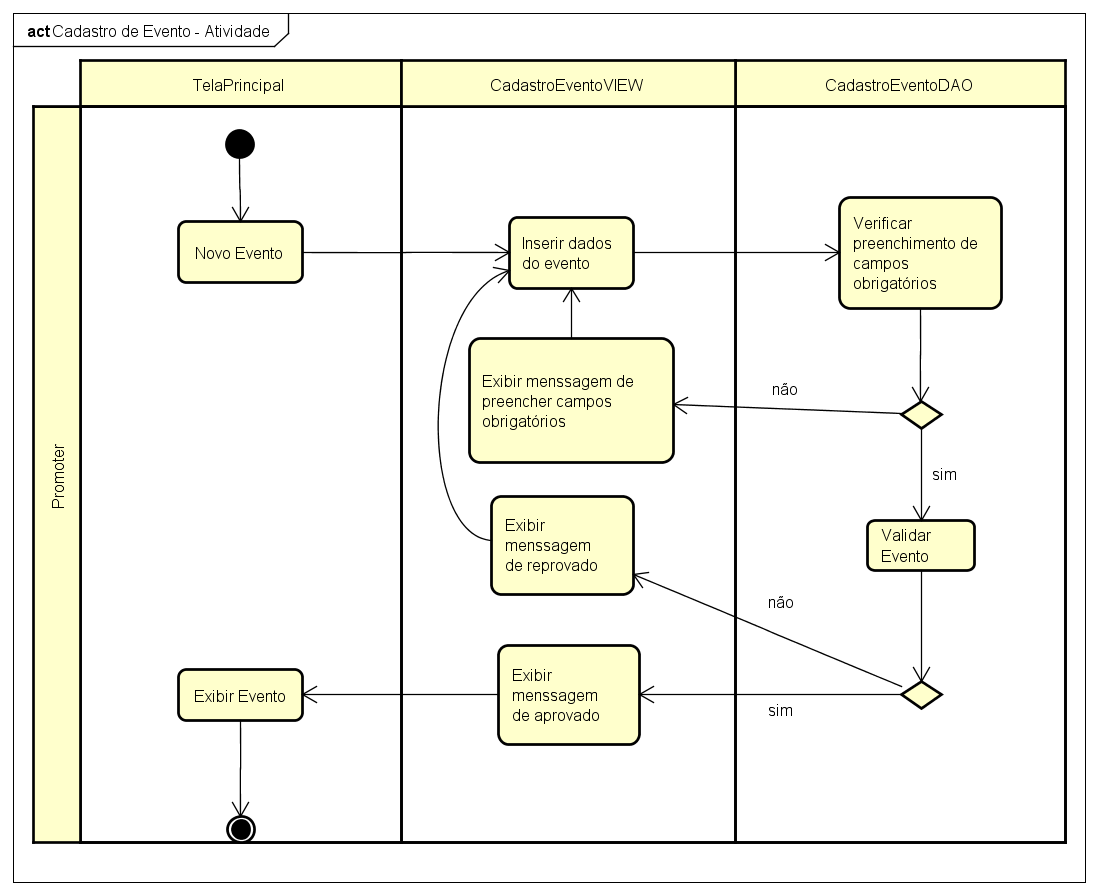 act Cadastro de Evento - Atividade
TelaPrincipal
CadastroEventoVIEW
CadastroEventoDAO
Promoter
Novo Evento
Inserir dados
do evento
Verificar
preenchimento de
campos
obrigatórios
Exibir menssagem de
preencher campos
obrigatórios
não
sim
Exibir
menssagem
de reprovado
Validar
Evento
não
Exibir Evento
Exibir
menssagem
de aprovado
sim